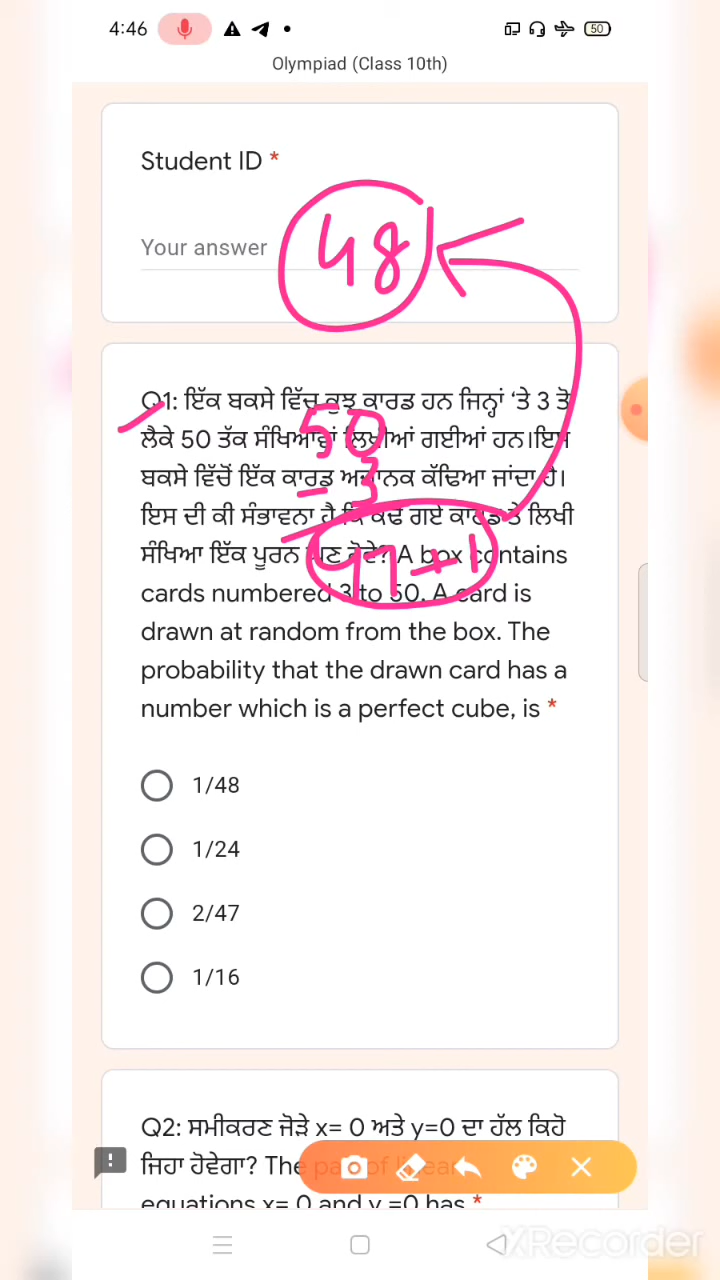 4:46
50
Olympiad (Class 10th)
Student ID *
Your answer
48
Q1: ਇੱਕ ਬਕਸੇ ਵਿੱਚ ਕੁਝ ਕਾਰਡ ਹਨ ਜਿਨ੍ਹਾਂ ‘ਤੇ 3 ਤੋਂ
ਲੈਕੇ 50 ਤੱਕ ਸੰਖਿਆਵਾਂ ਲਿਖੀਆਂ ਗਈਆਂ ਹਨ।ਇਸ
ਬਕਸੇ ਵਿੱਚੋਂ ਇੱਕ ਕਾਰਡ ਅਚਾਨਕ ਕੱਢਿਆ ਜਾਂਦਾ ਹੈ।
ਇਸ ਦੀ ਕੀ ਸੰਭਾਵਨਾ ਹੈ ਕਿ ਕੱਢੇ ਗਏ ਕਾਰਡ ਤੇ ਲਿਖੀ
ਸੰਖਿਆ ਇੱਕ ਪੂਰਨ ਘਣ ਹੋਵੇ? A box contains
cards numbered 3 to 50. A card is
drawn at random from the box. The
probability that the drawn card has a
number which is a perfect cube, is *
50
- 3
47+1
1/48
1/24
2/47
1/16
Q2: ਸਮੀਕਰਣ ਜੋੜੇ x= 0 ਅਤੇ y=0 ਦਾ ਹੱਲ ਕਿਹੋ
ਜਿਹਾ ਹੋਵੇਗਾ? The pair of linear
equations x= 0 and y =0 has *
XRecorder